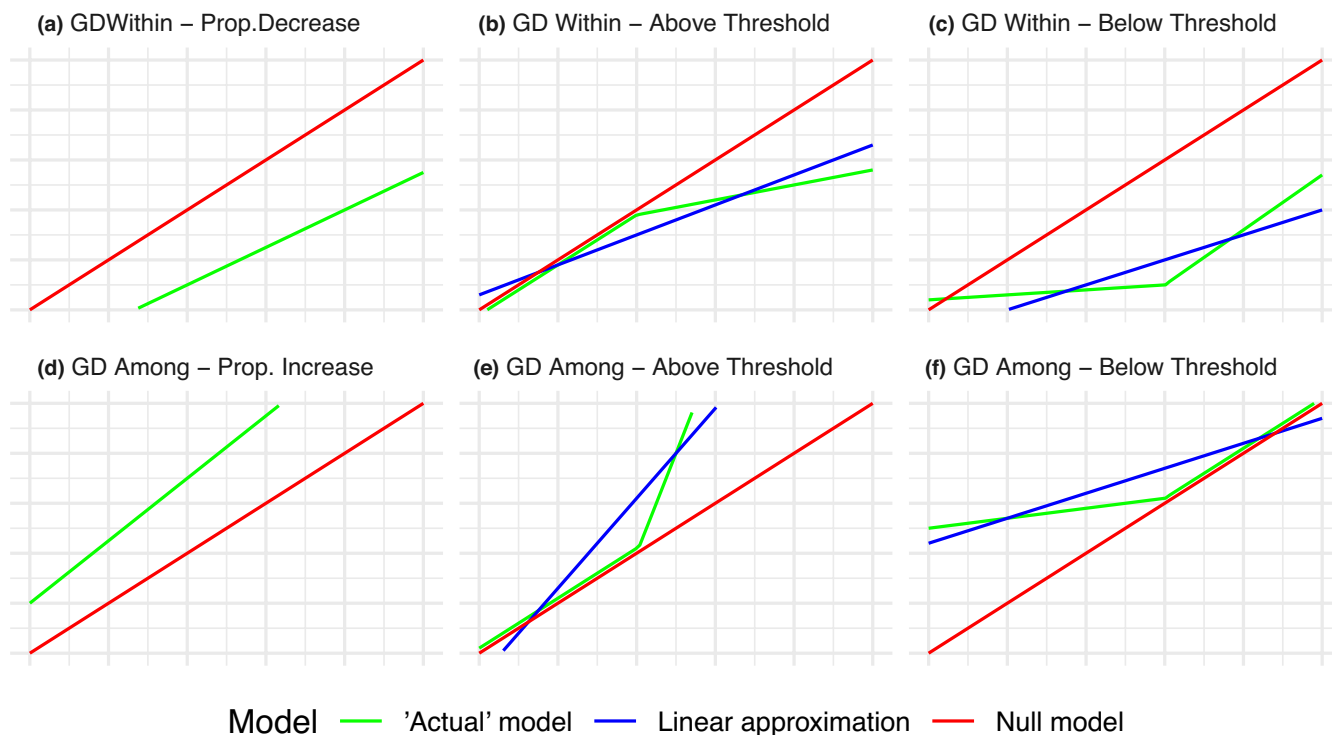 (a) GDWithin – Prop.Decrease
(b) GD Within – Above Threshold
(c) GD Within – Below Threshold
(d) GD Among – Prop. Increase
(e) GD Among – Above Threshold
(f) GD Among – Below Threshold
Model 'Actual' model Linear approximation Null model